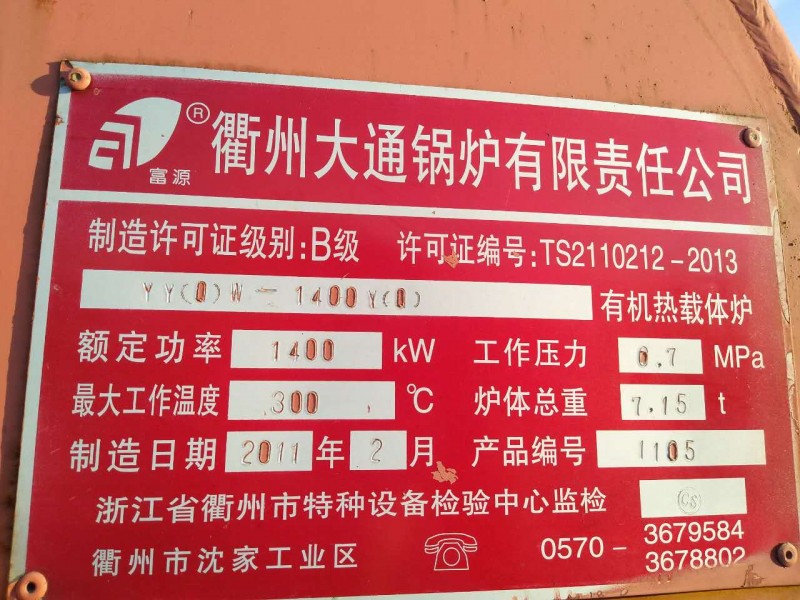 富源 ® 衢州大通锅炉有限责任公司
制造许可证级别:B级 许可证编号:TS2110212-2013
YY(Q)W-1400Y(Q) 有机热载体炉
额定功率 1400 kW 工作压力 0.7 MPa
最大工作温度 300 ℃ 炉体总重 7.15 t
制造日期 2011 年 2 月 产品编号 1105
浙江省衢州市特种设备检验中心监检 CS
衢州市沈家工业区 0570-3679584
3678802